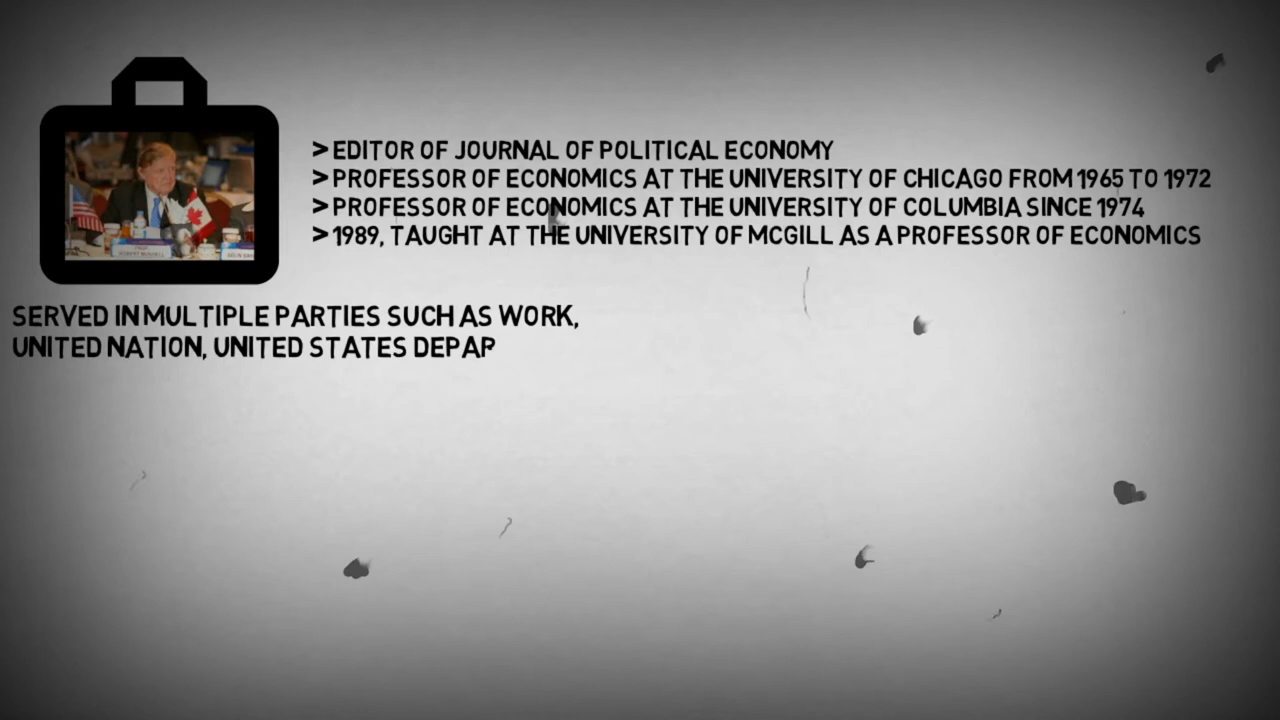 > EDITOR OF JOURNAL OF POLITICAL ECONOMY
> PROFESSOR OF ECONOMICS AT THE UNIVERSITY OF CHICAGO FROM 1965 TO 1972
> PROFESSOR OF ECONOMICS AT THE UNIVERSITY OF COLUMBIA SINCE 1974
> 1989, TAUGHT AT THE UNIVERSITY OF MCGILL AS A PROFESSOR OF ECONOMICS
SERVED IN MULTIPLE PARTIES SUCH AS WORK,
UNITED NATION, UNITED STATES DEPAR